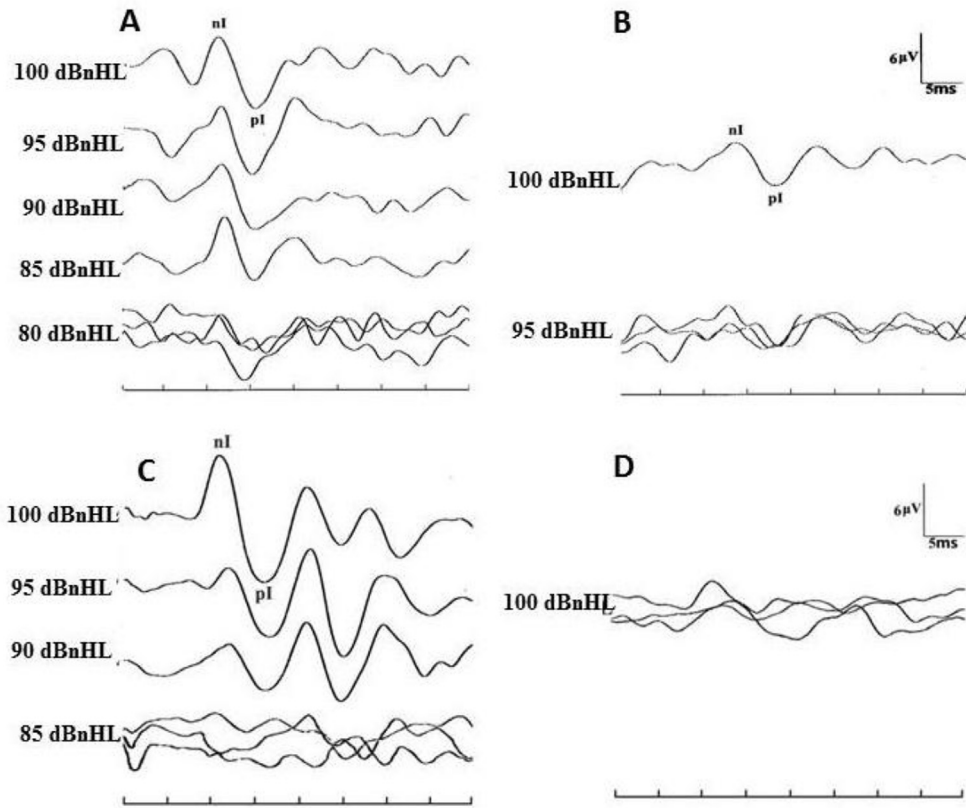 A
nI
100 dBnHL
pI
95 dBnHL
90 dBnHL
85 dBnHL
80 dBnHL
B
6µV
5ms
nI
100 dBnHL
pI
95 dBnHL
C
nI
100 dBnHL
95 dBnHL
pI
90 dBnHL
85 dBnHL
D
6µV
5ms
100 dBnHL